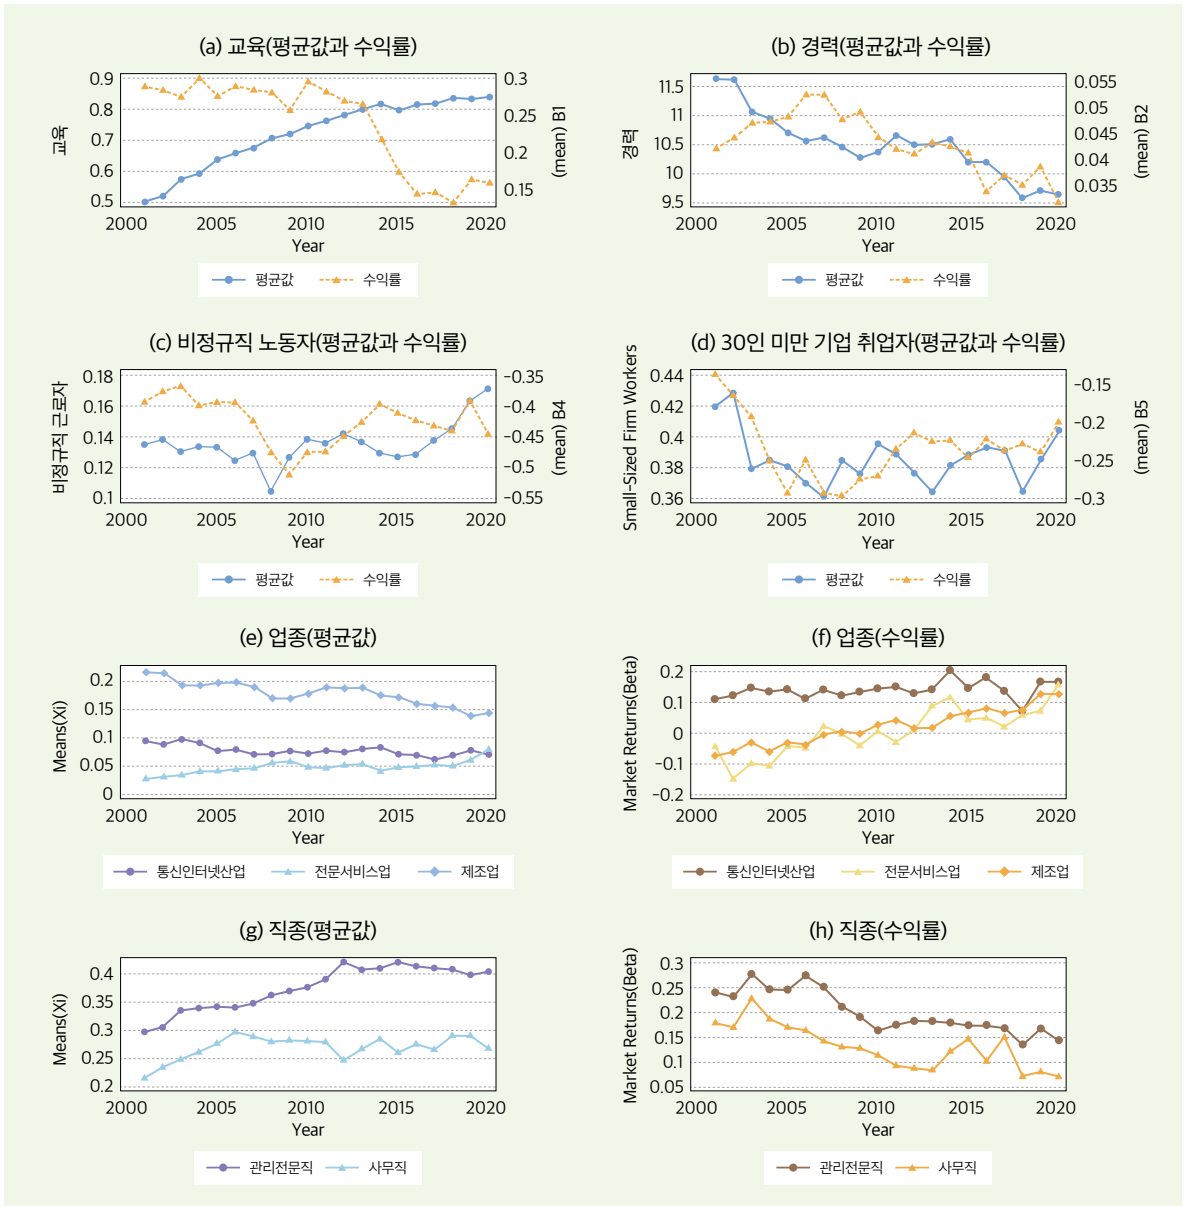 (a) 교육(평균값과 수익률)
0.9
0.8
0.7
0.6
0.5
교육
0.3
0.25
0.2
0.15
(mean) B1
2000 2005 2010 2015 2020
Year
평균값 수익률
(b) 경력(평균값과 수익률)
11.5
11
10.5
10
9.5
경력
0.055
0.05
0.045
0.04
0.035
(mean) B2
2000 2005 2010 2015 2020
Year
평균값 수익률
(c) 비정규직 노동자(평균값과 수익률)
0.18
0.16
0.14
0.12
0.1
비정규직 근로자
-0.35
-0.4
-0.45
-0.5
-0.55
(mean) B4
2000 2005 2010 2015 2020
Year
평균값 수익률
(d) 30인 미만 기업 취업자(평균값과 수익률)
0.44
0.42
0.4
0.38
0.36
Small-Sized Firm Workers
-0.15
-0.2
-0.25
-0.3
(mean) B5
2000 2005 2010 2015 2020
Year
평균값 수익률
(e) 업종(평균값)
0.2
0.15
0.1
0.05
0
Means(Xi)
2000 2005 2010 2015 2020
Year
통신인터넷산업 전문서비스업 제조업
(f) 업종(수익률)
0.2
0.1
0
-0.1
-0.2
Market Returns(Beta)
2000 2005 2010 2015 2020
Year
통신인터넷산업 전문서비스업 제조업
(g) 직종(평균값)
0.4
0.35
0.3
0.25
0.2
Means(Xi)
2000 2005 2010 2015 2020
Year
관리전문직 사무직
(h) 직종(수익률)
0.3
0.25
0.2
0.15
0.1
0.05
Market Returns(Beta)
2000 2005 2010 2015 2020
Year
관리전문직 사무직